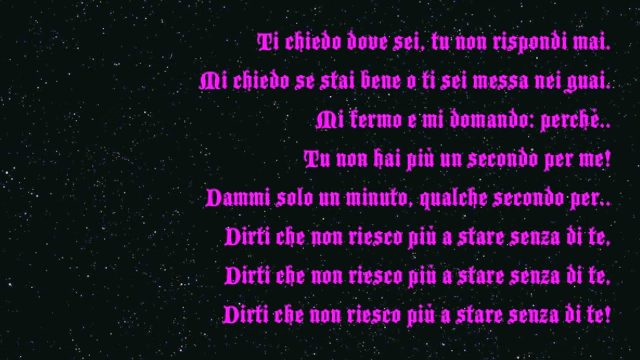 Ti chiedo dove sei, tu non rispondi mai.
Mi chiedo se stai bene o ti sei messa nei guai.
Mi fermo e mi domando: perchè..
Tu non hai più un secondo per me!
Dammi solo un minuto, qualche secondo per..
Dirti che non riesco più a stare senza di te,
Dirti che non riesco più a stare senza di te,
Dirti che non riesco più a stare senza di te!